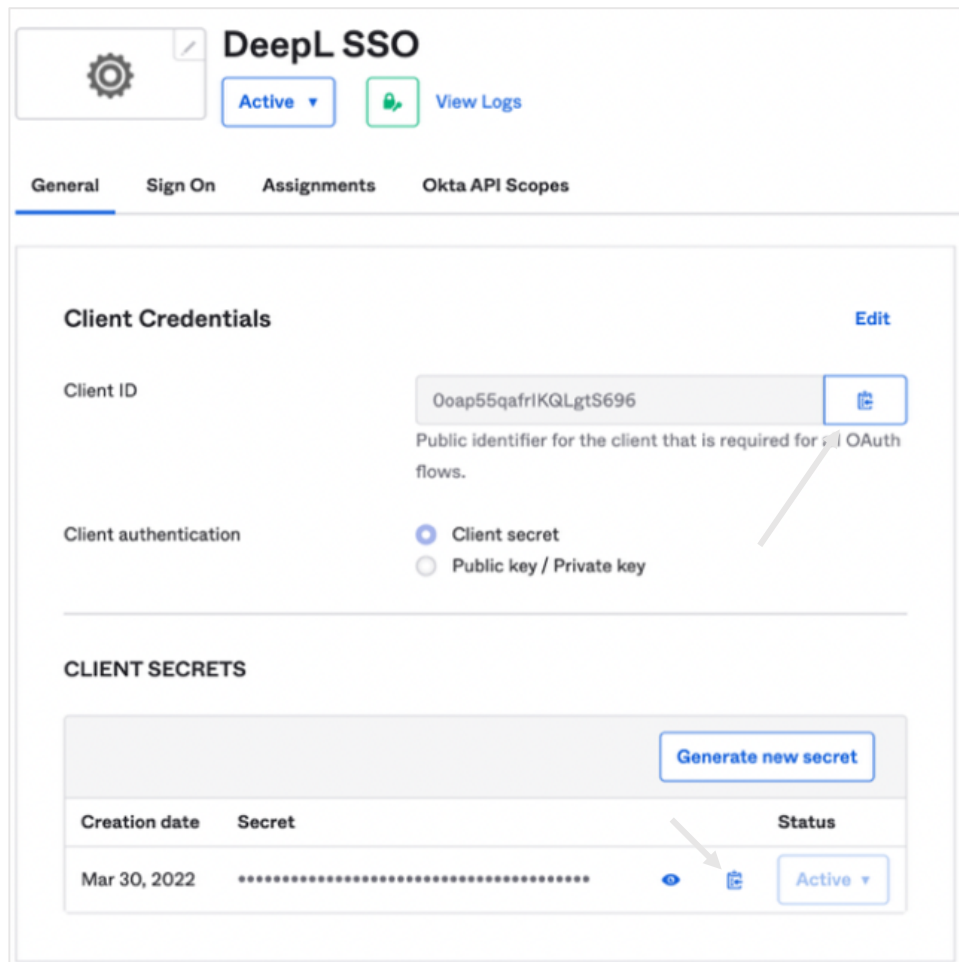 DeepL SSO
Active ▼
View Logs
General Sign On Assignments Okta API Scopes
Client Credentials
Edit
Client ID
0oap55qafrIKQLgtS696
Public identifier for the client that is required for OAuth
flows.
Client authentication
Client secret
Public key / Private key
CLIENT SECRETS
Generate new secret
Creation date Secret Status
Mar 30, 2022 •••••••••••••••••••••••••••••••••••••••• Active ▼